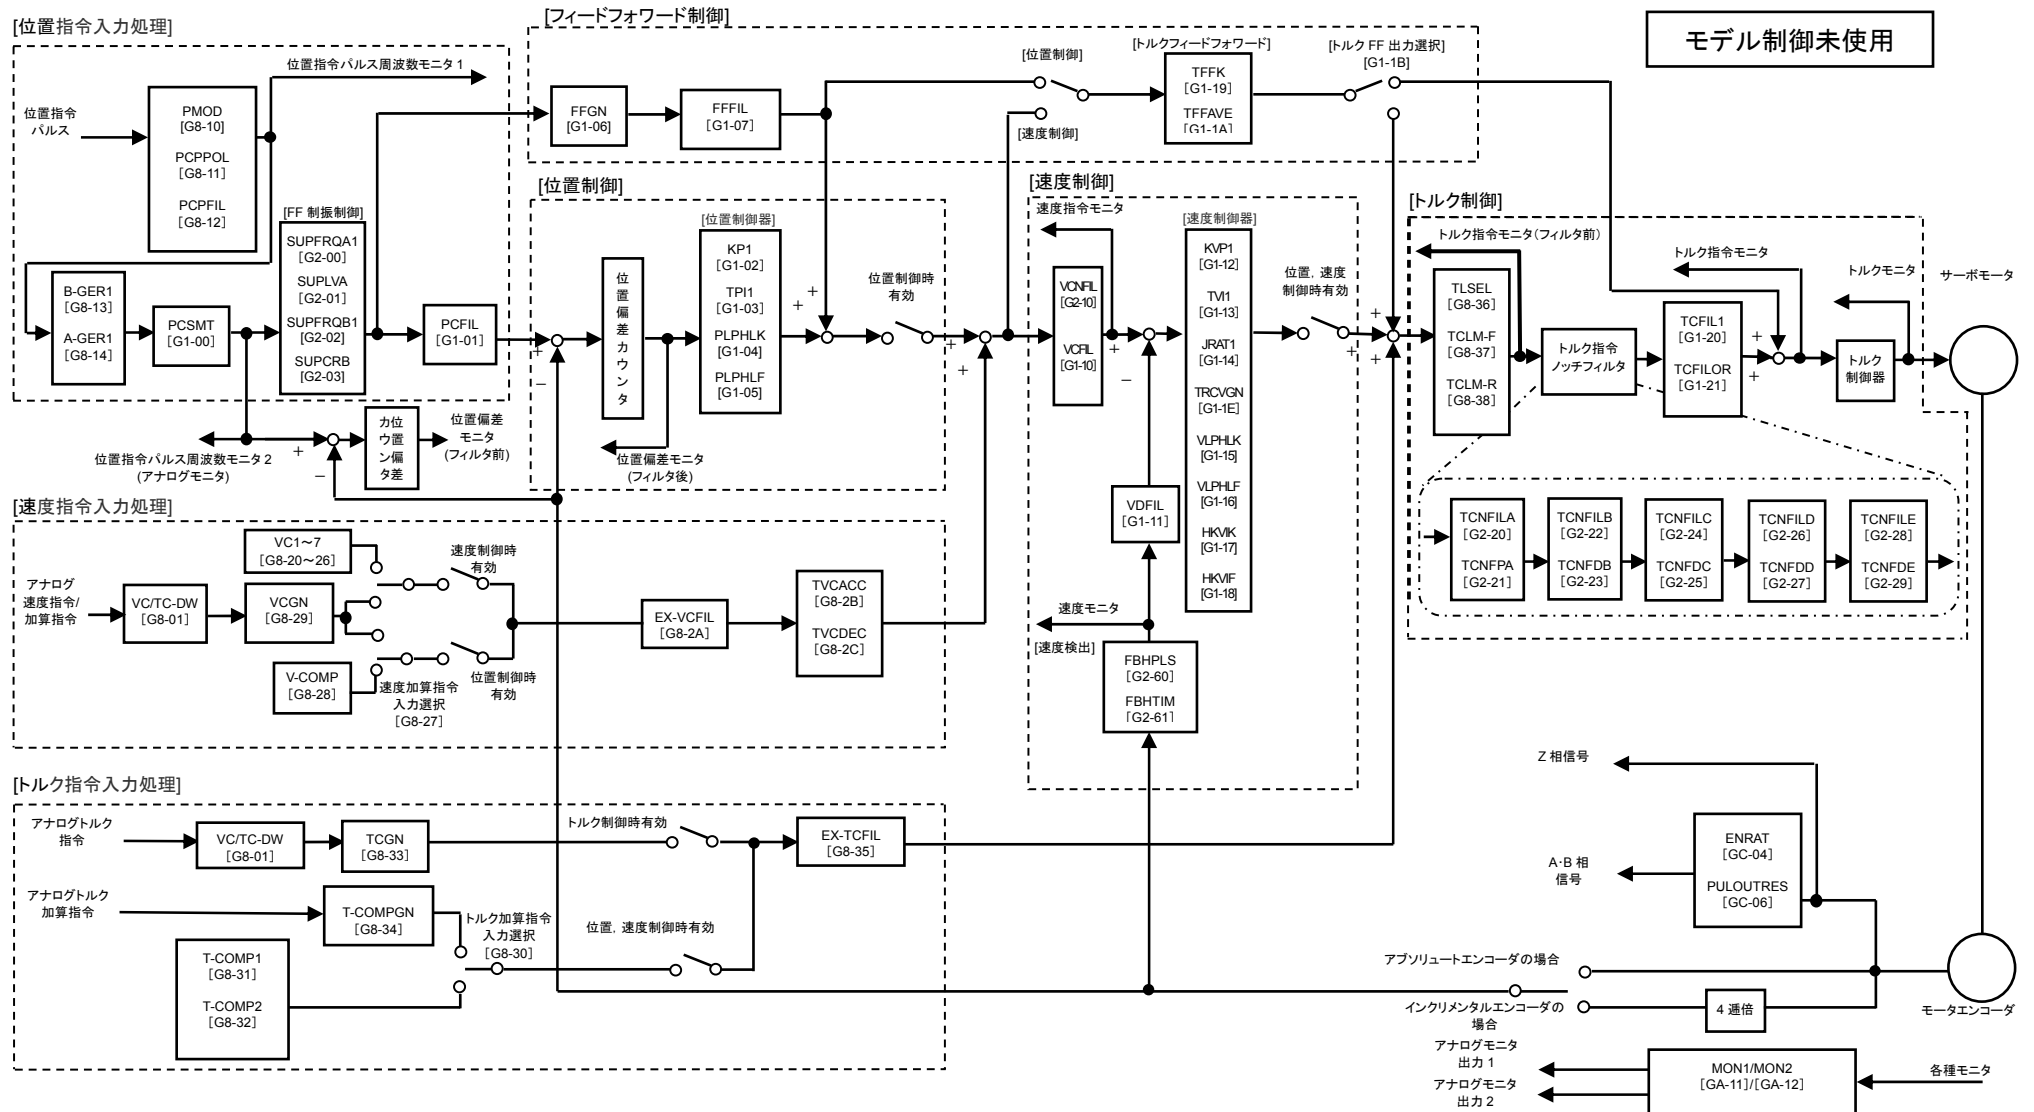 モデル制御未使用
[位置指令入力処理]
位置指令
パルス
PMOD
[G8-10]
PCPPOL
[G8-11]
PCPFIL
[G8-12]
位置指令パルス周波数モニタ 1
B-GER1
[G8-13]
A-GER1
[G8-14]
PCSMT
[G1-00]
[FF 制振制御]
SUPFRQA1
[G2-00]
SUPLVA
[G2-01]
SUPFRQB1
[G2-02]
SUPCRB
[G2-03]
PCFIL
[G1-01]
位置指令パルス周波数モニタ 2
(アナログモニタ)
+
−
カウンタ
位置偏差
位置偏差
モニタ
(フィルタ前)
[フィードフォワード制御]
FFGN
[G1-06]
FFFIL
[G1-07]
[位置制御]
[速度制御]
[トルクフィードフォワード]
TFFK
[G1-19]
TFFAVE
[G1-1A]
[トルク FF 出力選択]
[G1-1B]
[位置制御]
+
−
位置偏差カウンタ
位置偏差モニタ
(フィルタ後)
[位置制御器]
KP1
[G1-02]
TPI1
[G1-03]
PLPHLK
[G1-04]
PLPHLF
[G1-05]
+
+
位置制御時
有効
+
+
[速度制御]
速度指令モニタ
VCNFIL
[G2-10]
VCFIL
[G1-10]
+
−
[速度制御器]
KVP1
[G1-12]
TVI1
[G1-13]
JRAT1
[G1-14]
TRCVGN
[G1-1E]
VLPHLK
[G1-15]
VLPHLF
[G1-16]
HKVIK
[G1-17]
HKVIF
[G1-18]
位置，速度
制御時有効
+
+
+
VDFIL
[G1-11]
速度モニタ
[速度検出]
FBHPLS
[G2-60]
FBHTIM
[G2-61]
[トルク制御]
トルク指令モニタ(フィルタ前)
TLSEL
[G8-36]
TCLM-F
[G8-37]
TCLM-R
[G8-38]
トルク指令
ノッチフィルタ
TCFIL1
[G1-20]
TCFILOR
[G1-21]
トルク指令モニタ
+
+
トルク
制御器
トルクモニタ
サーボモータ
TCNFILA
[G2-20]
TCNFPA
[G2-21]
TCNFILB
[G2-22]
TCNFDB
[G2-23]
TCNFILC
[G2-24]
TCNFDC
[G2-25]
TCNFILD
[G2-26]
TCNFDD
[G2-27]
TCNFILE
[G2-28]
TCNFDE
[G2-29]
[速度指令入力処理]
アナログ
速度指令/
加算指令
VC/TC-DW
[G8-01]
VC1～7
[G8-20～26]
VCGN
[G8-29]
V-COMP
[G8-28]
速度制御時
有効
位置制御時
有効
速度加算指令
入力選択
[G8-27]
EX-VCFIL
[G8-2A]
TVCACC
[G8-2B]
TVCDEC
[G8-2C]
[トルク指令入力処理]
アナログトルク
指令
VC/TC-DW
[G8-01]
TCGN
[G8-33]
トルク制御時有効
EX-TCFIL
[G8-35]
アナログトルク
加算指令
T-COMPGN
[G8-34]
T-COMP1
[G8-31]
T-COMP2
[G8-32]
トルク加算指令
入力選択
[G8-30]
位置，速度制御時有効
Z 相信号
A･B 相
信号
ENRAT
[GC-04]
PULOUTRES
[GC-06]
アブソリュートエンコーダの場合
インクリメンタルエンコーダの
場合
4 逓倍
モータエンコーダ
アナログモニタ
出力 1
アナログモニタ
出力 2
MON1/MON2
[GA-11]/[GA-12]
各種モニタ